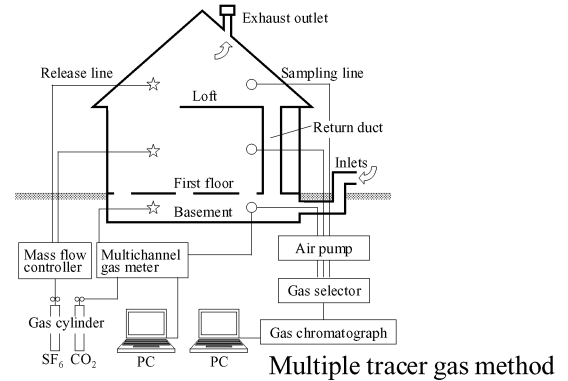 Exhaust outlet
Release line
Sampling line
Loft
Return duct
Inlets
First floor
Basement
Mass flow
controller
Multichannel
gas meter
Air pump
Gas selector
Gas cylinder
Gas chromatograph
SF6 CO2
PC
PC
Multiple tracer gas method